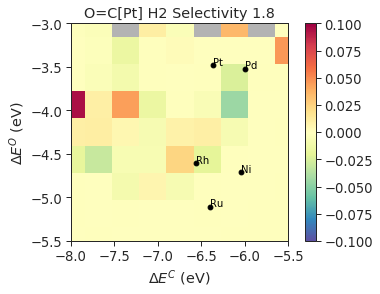 O=C[Pt] H2 Selectivity 1.8
−3.0
−3.5
−4.0
−4.5
−5.0
−5.5
ΔE^O (eV)
Pt
Pd
Rh
Ni
Ru
−8.0 −7.5 −7.0 −6.5 −6.0 −5.5
ΔE^C (eV)
0.100
0.075
0.050
0.025
0.000
−0.025
−0.050
−0.075
−0.100